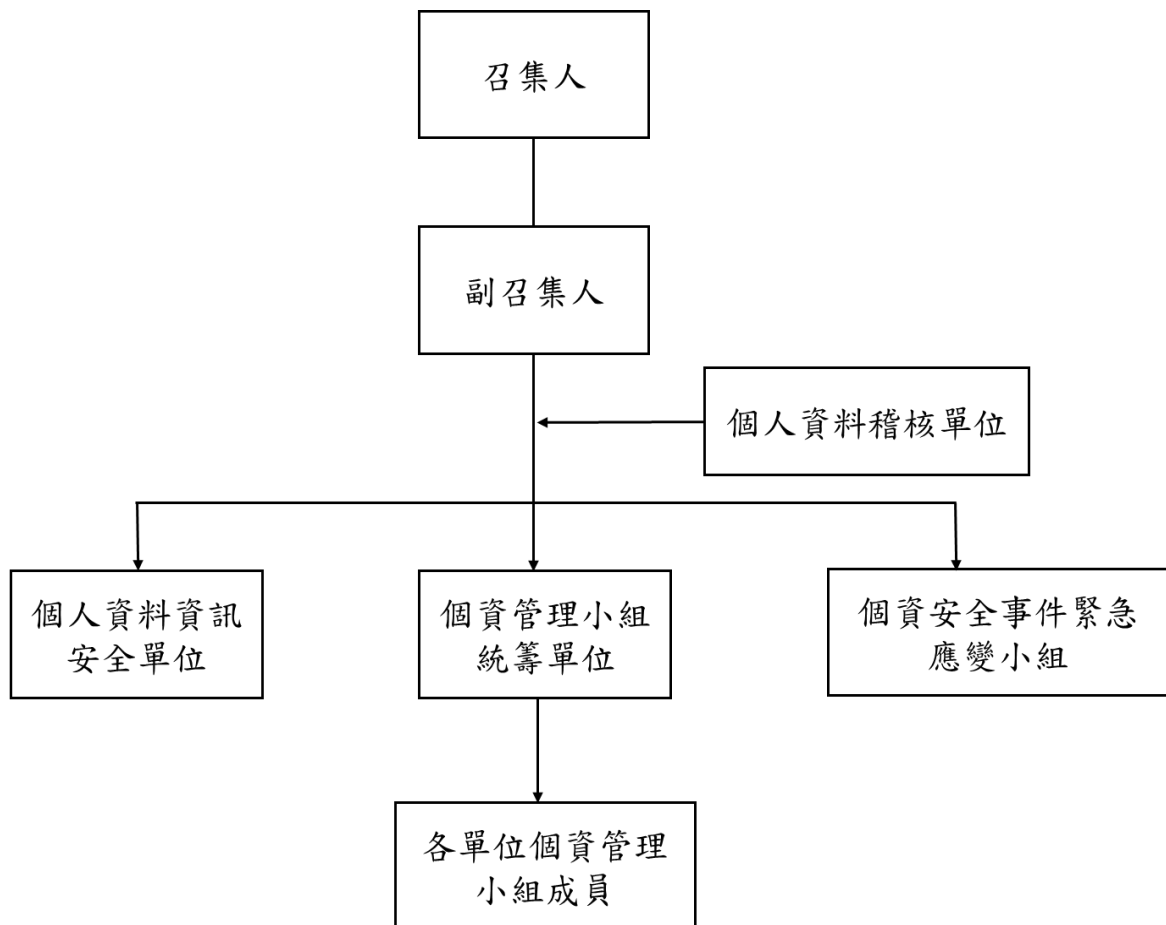 召集人
副召集人
個人資料稽核單位
個人資料資訊
安全單位
個資管理小組
統籌單位
個資安全事件緊急
應變小組
各單位個資管理
小組成員